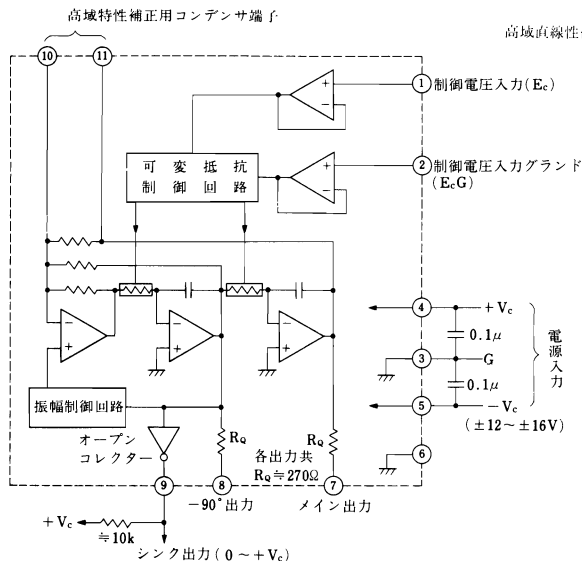 高域特性補正用コンデンサ端子
高域直線性
10
11
1 制御電圧入力(Ec)
可変抵抗
制御回路
2 制御電圧入力グランド
(EcG)
4 +Vc
0.1μ
3 G
0.1μ
5 −Vc
電源入力
(±12~±16V)
6
振幅制御回路
オープン
コレクター
RQ
各出力共
RQ≒270Ω
RQ
9
8
7
−90°出力
メイン出力
+Vc
≒10k
シンク出力(0~+Vc)